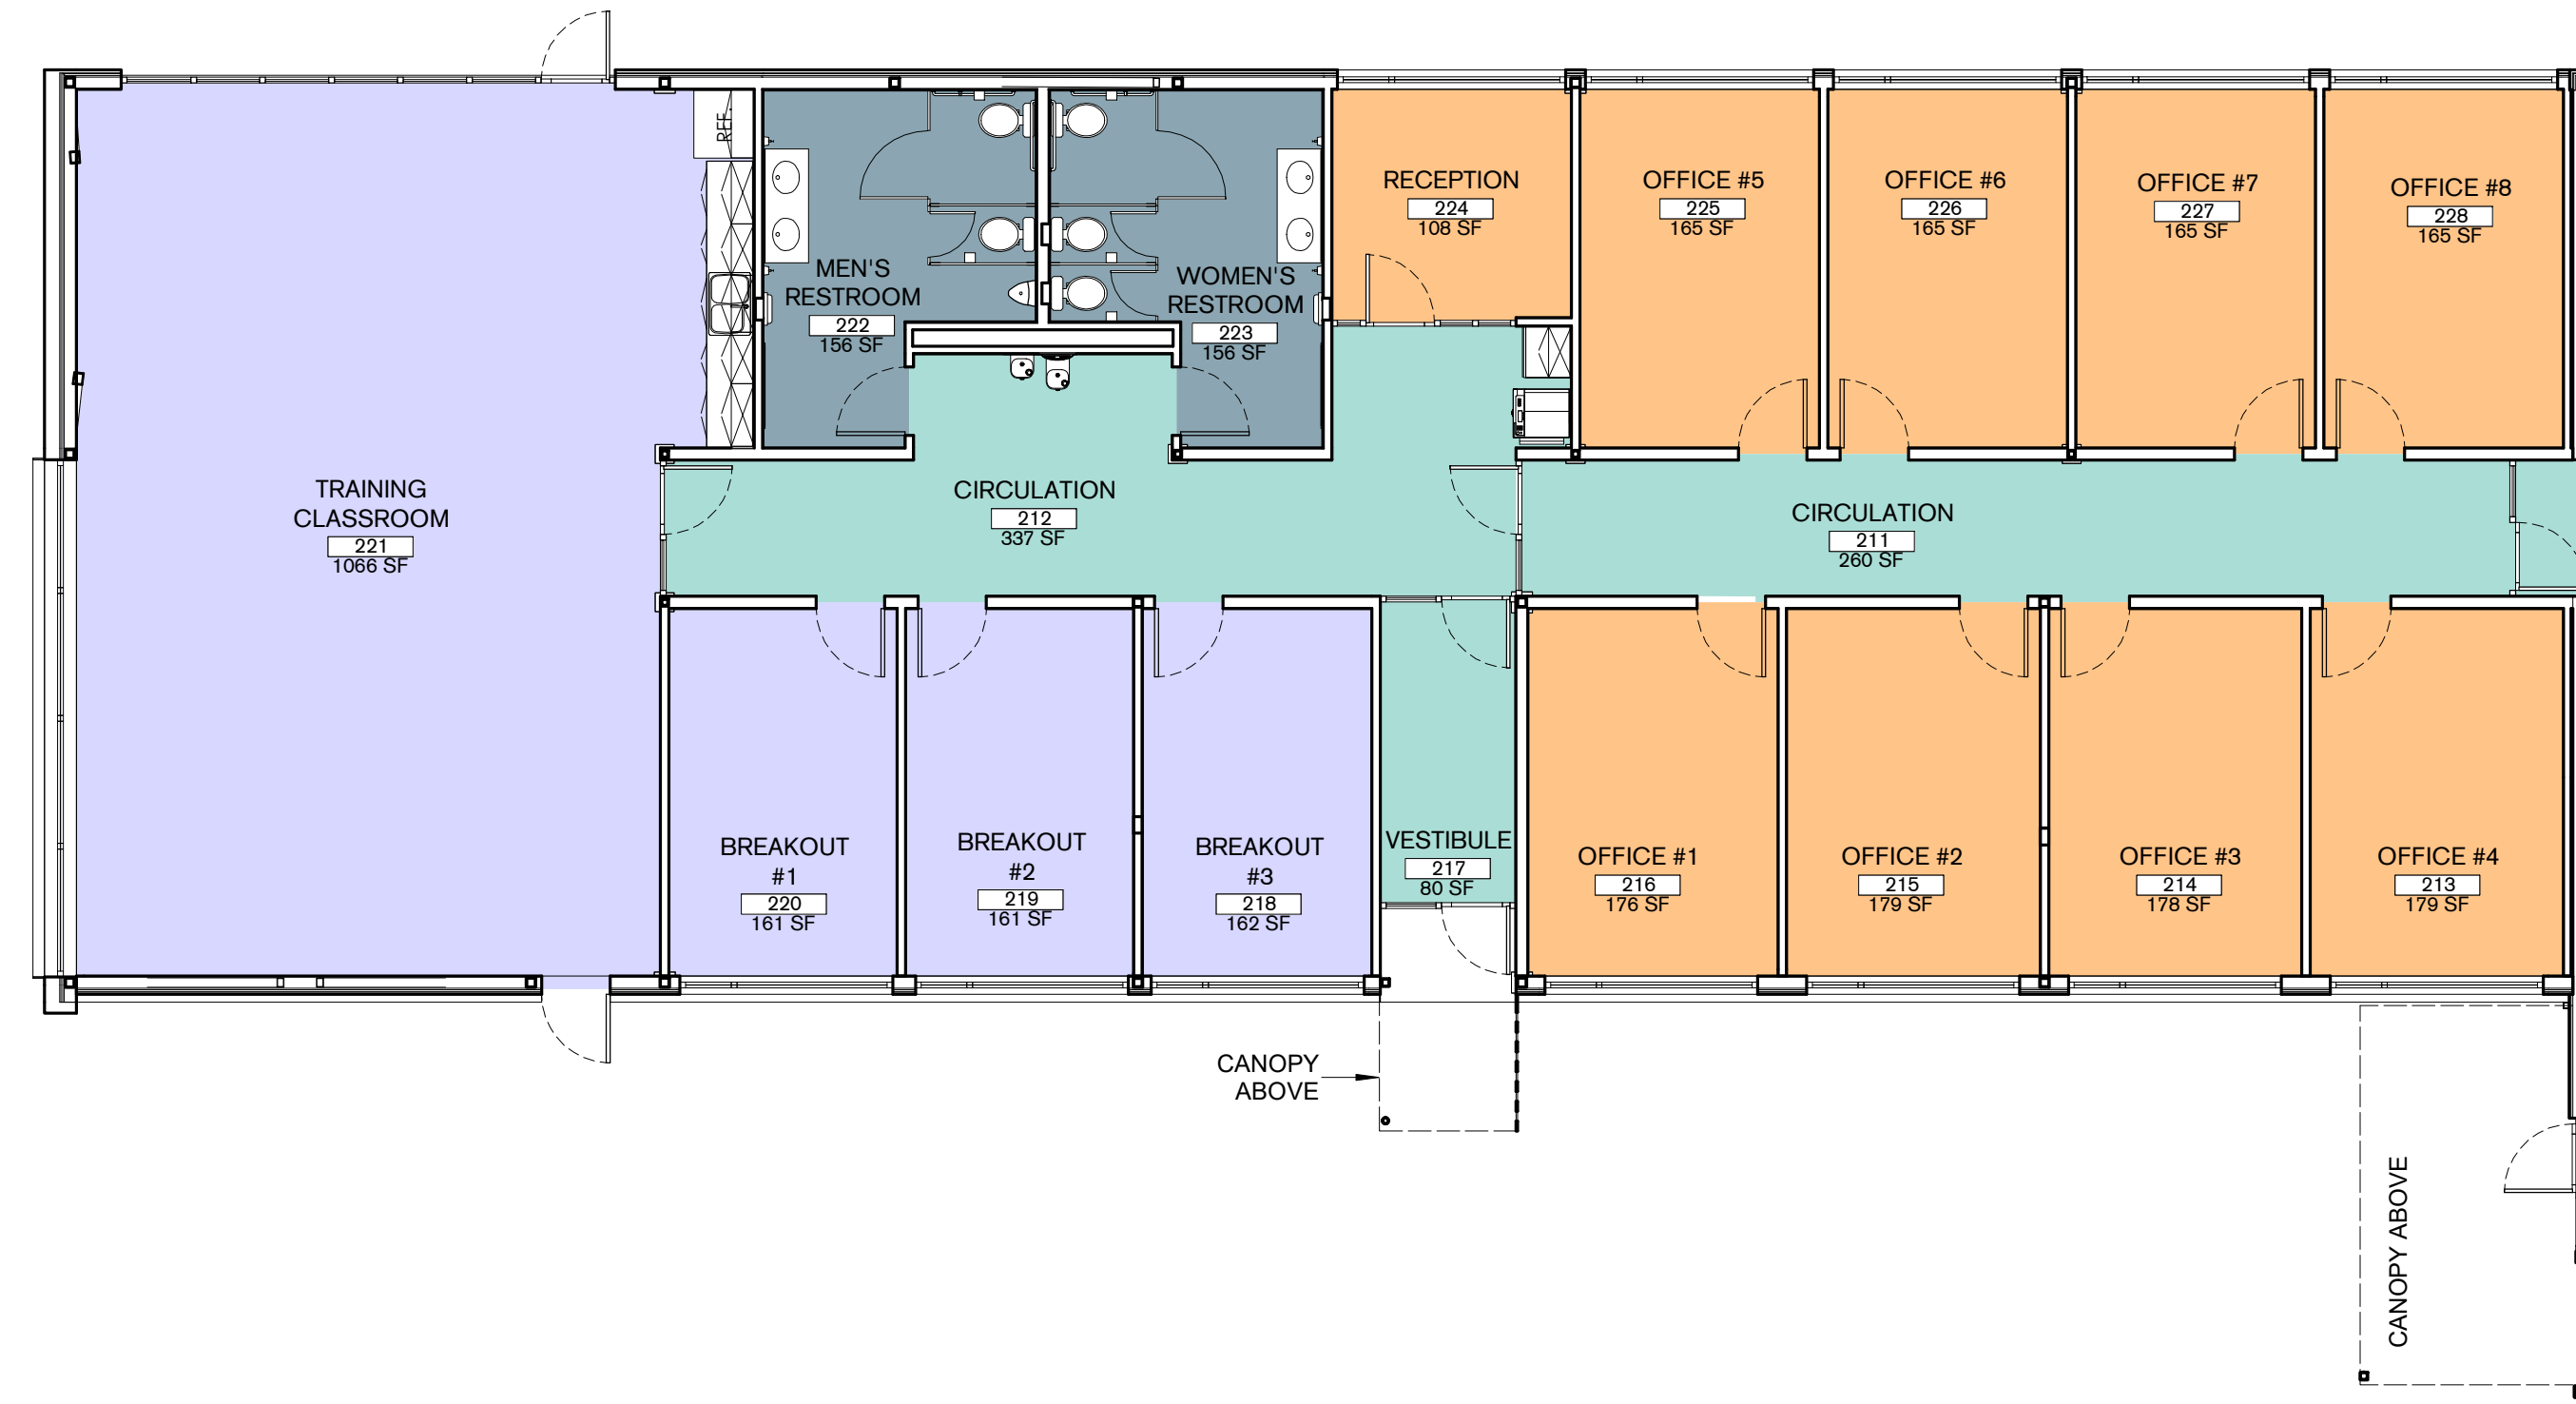 REF.
RECEPTION
224
108 SF
OFFICE #5
225
165 SF
OFFICE #6
226
165 SF
OFFICE #7
227
165 SF
OFFICE #8
228
165 SF
MEN'S
RESTROOM
222
156 SF
WOMEN'S
RESTROOM
223
156 SF
TRAINING
CLASSROOM
221
1066 SF
CIRCULATION
212
337 SF
CIRCULATION
211
260 SF
BREAKOUT
#1
220
161 SF
BREAKOUT
#2
219
161 SF
BREAKOUT
#3
218
162 SF
VESTIBULE
217
80 SF
OFFICE #1
216
176 SF
OFFICE #2
215
179 SF
OFFICE #3
214
178 SF
OFFICE #4
213
179 SF
CANOPY
ABOVE
CANOPY ABOVE